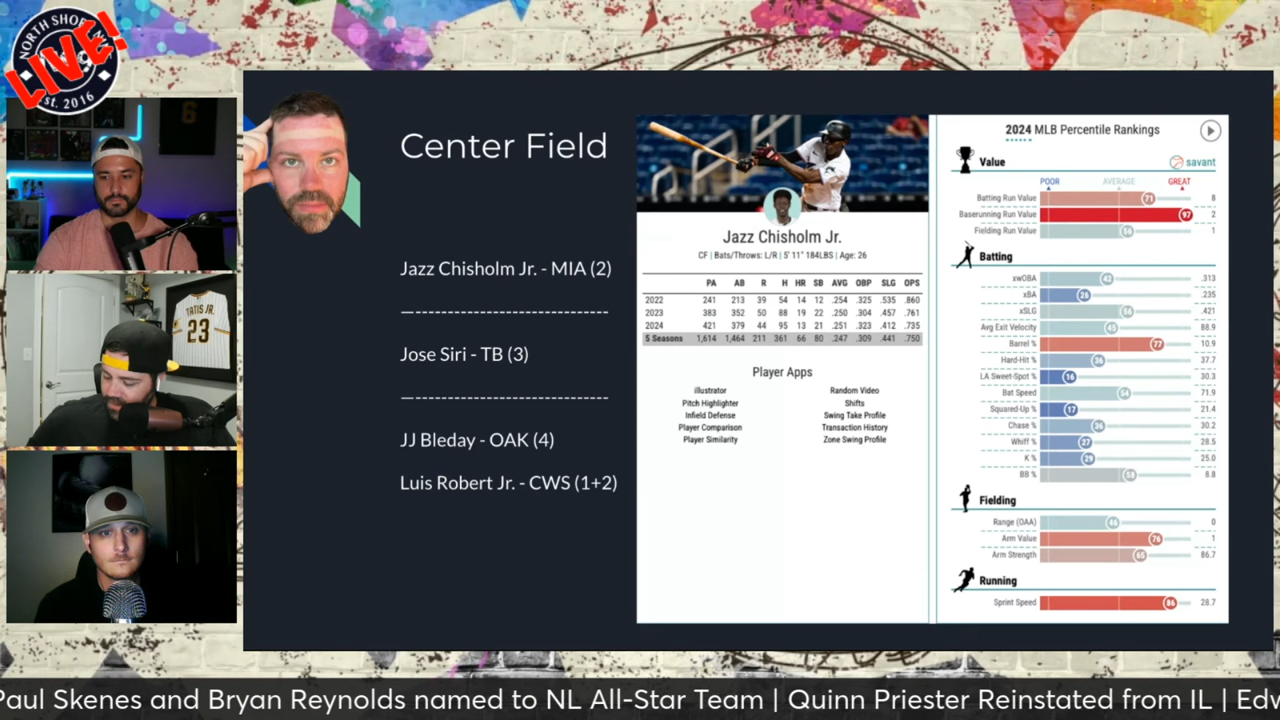 NORTH SHORE
LIVE!
Est. 2016
TATIS JR.
23
Center Field
Jazz Chisholm Jr. - MIA (2)
Jose Siri - TB (3)
JJ Bleday - OAK (4)
Luis Robert Jr. - CWS (1+2)
Jazz Chisholm Jr.
CF | Bats/Throws: L/R | 5' 11" 184LBS | Age: 26
PA AB R H HR SB AVG OBP SLG OPS
2022 241 213 39 54 14 12 .254 .325 .535 .860
2023 383 352 50 88 19 22 .250 .304 .457 .761
2024 421 379 44 95 13 21 .251 .323 .412 .735
5 Seasons 1,614 1,464 211 361 66 80 .247 .309 .441 .750
Player Apps
illustrator Random Video
Pitch Highlighter Shifts
Infield Defense Swing Take Profile
Player Comparison Transaction History
Player Similarity Zone Swing Profile
2024 MLB Percentile Rankings
Value savant
POOR AVERAGE GREAT
Batting Run Value 71 8
Baserunning Run Value 97 2
Fielding Run Value 56 1
Batting
xwOBA 42 .313
xBA 26 .235
xSLG 56 .421
Avg Exit Velocity 45 88.9
Barrel % 77 10.9
Hard-Hit % 36 37.7
LA Sweet-Spot % 16 30.3
Bat Speed 54 71.9
Squared-Up % 17 21.4
Chase % 36 30.2
Whiff % 27 28.5
K % 29 25.0
BB % 58 8.8
Fielding
Range (OAA) 46 0
Arm Value 76 1
Arm Strength 65 86.7
Running
Sprint Speed 86 28.7
Paul Skenes and Bryan Reynolds named to NL All-Star Team | Quinn Priester Reinstated from IL | Edw